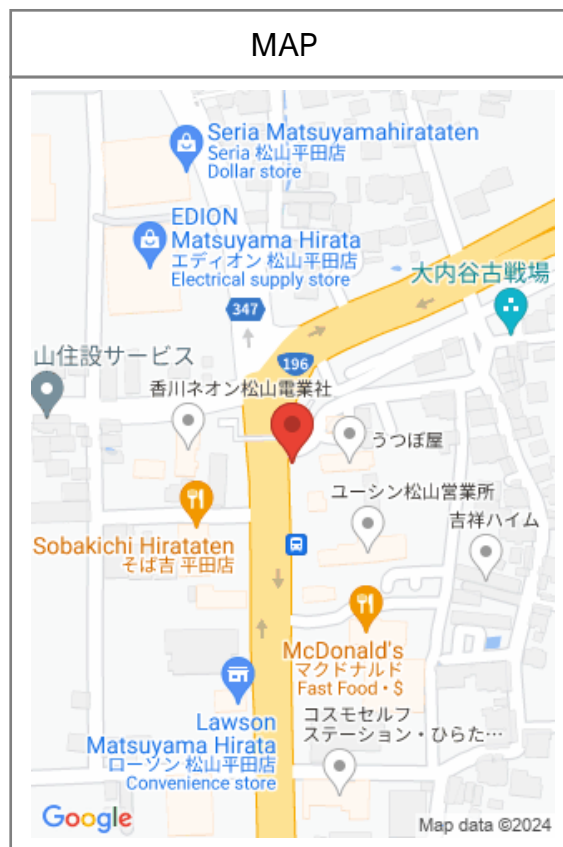 MAP
Seria Matsuyamahirataten
Seria 松山平田店
Dollar store
EDION
Matsuyama Hirata
エディオン 松山平田店
Electrical supply store
大内谷古戦場
347
196
山住設サービス
香川ネオン松山電業社
うつぼ屋
ユーシン松山営業所
吉祥ハイム
Sobakichi Hirataten
そば吉 平田店
McDonald's
マクドナルド
Fast Food・$
Lawson
Matsuyama Hirata
ローソン 松山平田店
Convenience store
コスモセルフ
ステーション・ひらた…
Google
Map data ©2024